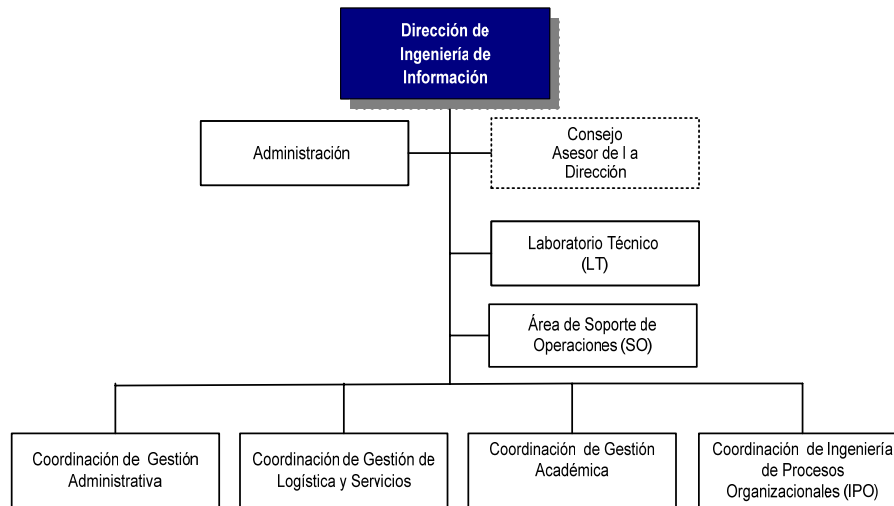 Dirección de
Ingeniería de
Información
Administración
Consejo
Asesor de l a
Dirección
Laboratorio Técnico
(LT)
Área de Soporte de
Operaciones (SO)
Coordinación de Gestión
Administrativa
Coordinación de Gestión de
Logística y Servicios
Coordinación de Gestión
Académica
Coordinación de Ingeniería
de Procesos
Organizacionales (IPO)